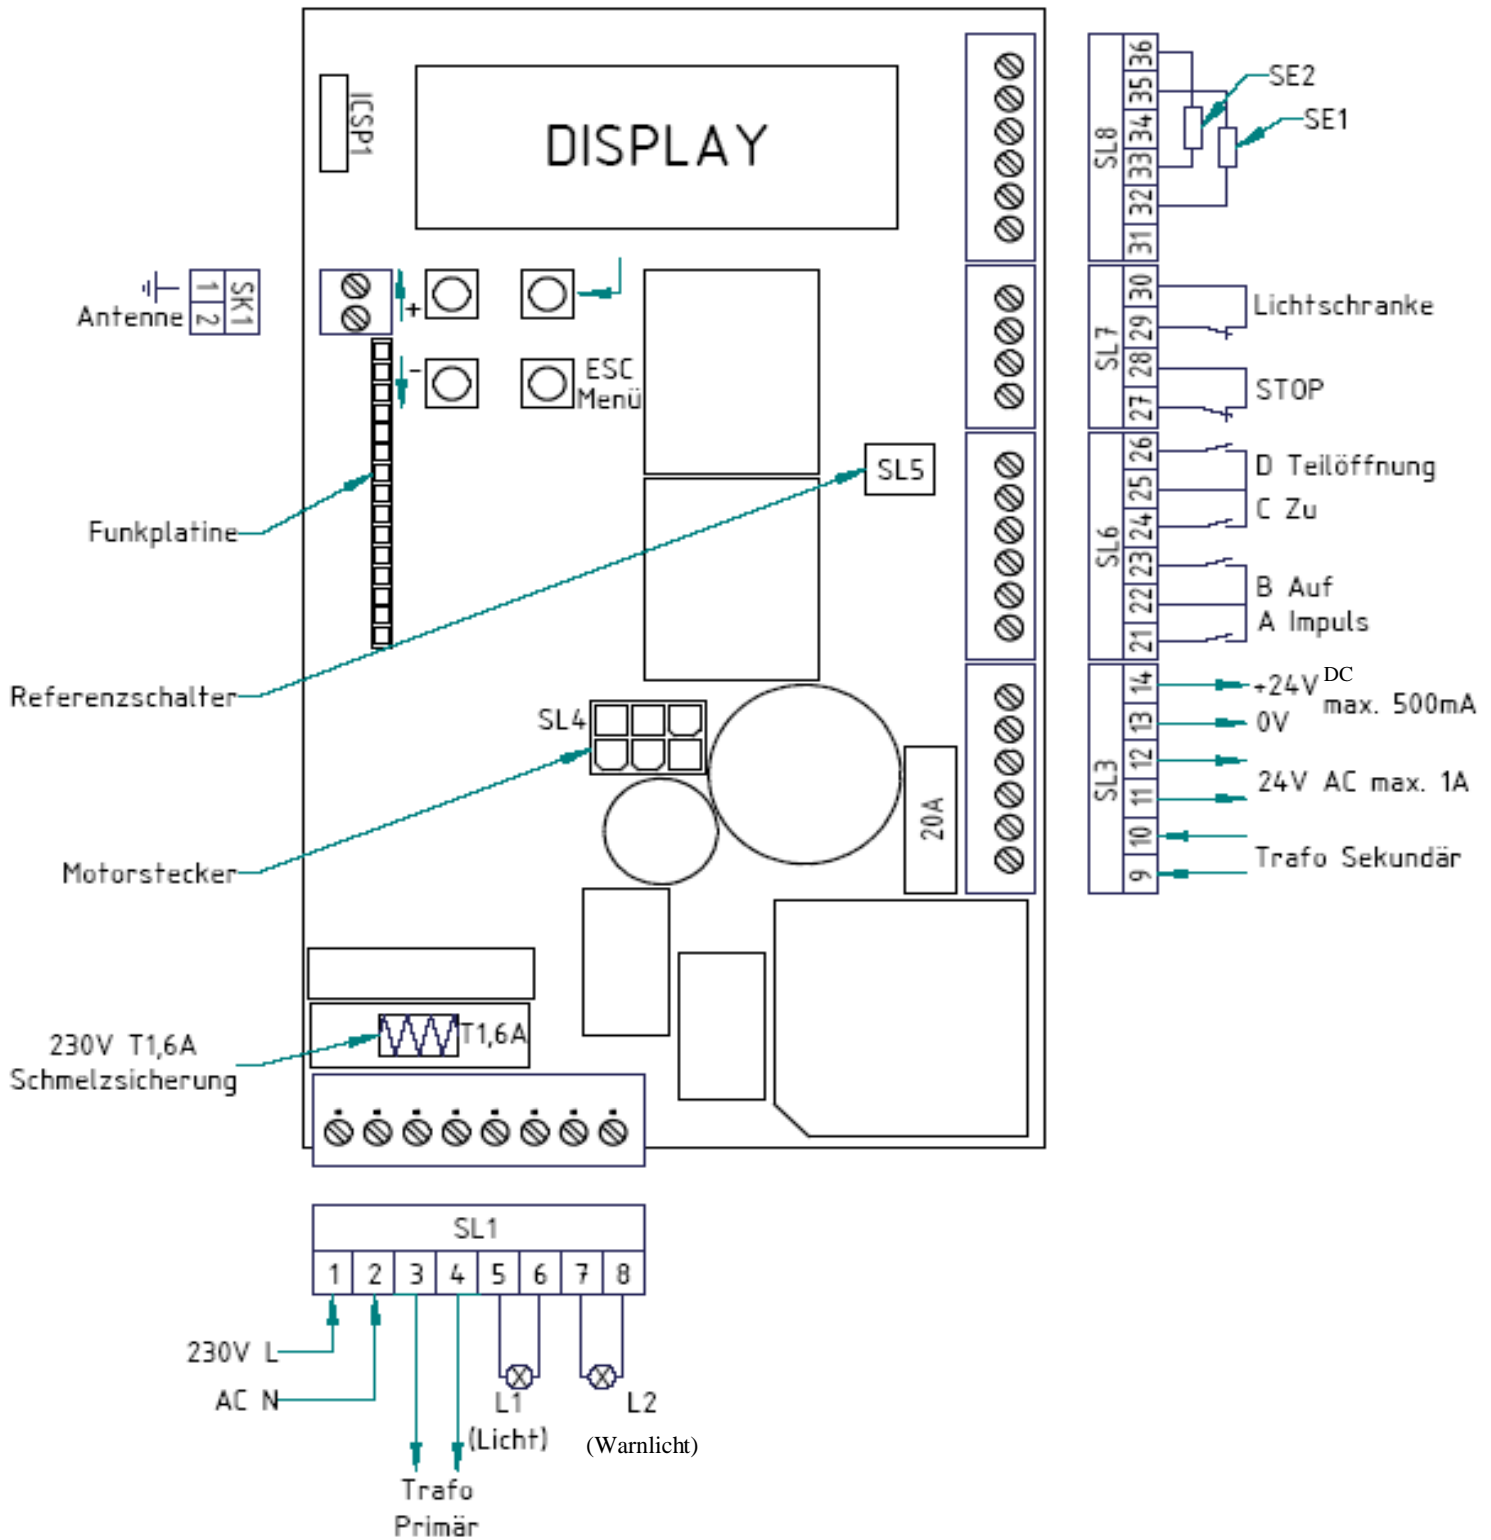 ICSP1
DISPLAY
36
35
34
33
32
31
SL8
SE2
SE1
Antenne
1
2
SK1
+
-
ESC
Menü
30
29
28
27
SL7
Lichtschranke
STOP
SL5
26
25
24
23
22
21
SL6
D Teilöffnung
C Zu
B Auf
A Impuls
Funkplatine
Referenzschalter
SL4
Motorstecker
20A
14
13
12
11
10
9
SL3
+24V DC
max. 500mA
0V
24V AC max. 1A
Trafo Sekundär
230V T1,6A
Schmelzsicherung
T1,6A
SL1
1 2 3 4 5 6 7 8
230V L
AC N
L1
(Licht)
L2
(Warnlicht)
Trafo
Primär